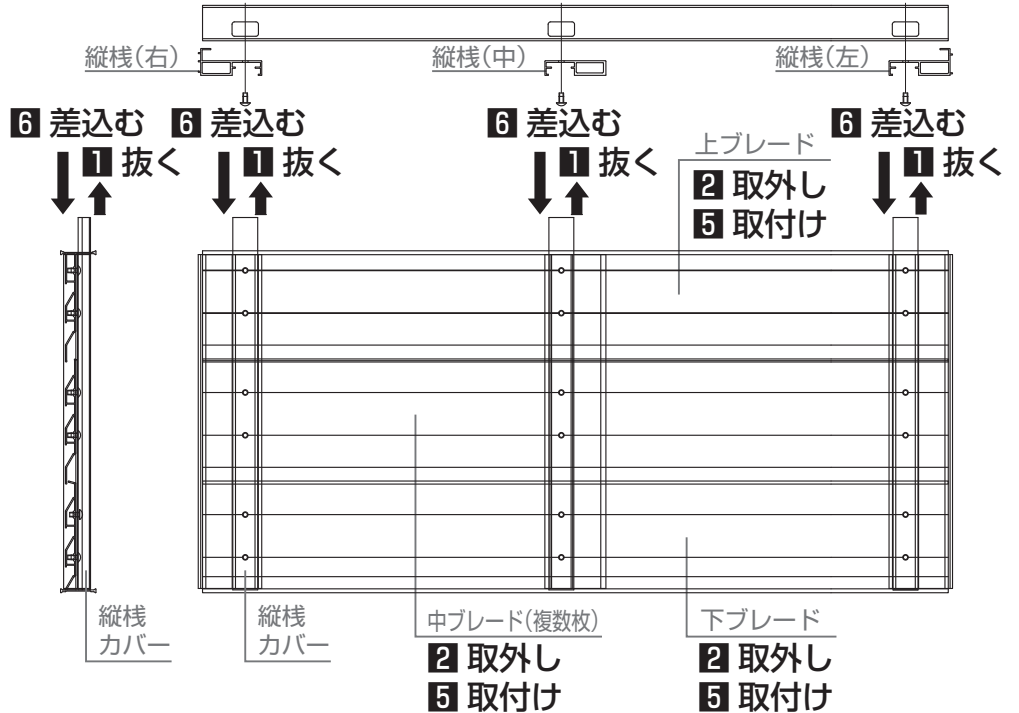 縦桟(右)
縦桟(中)
縦桟(左)
6 差込む
1 抜く
6 差込む
1 抜く
6 差込む
1 抜く
6 差込む
1 抜く
上ブレード
2 取外し
5 取付け
縦桟
カバー
縦桟
カバー
中ブレード(複数枚)
2 取外し
5 取付け
下ブレード
2 取外し
5 取付け